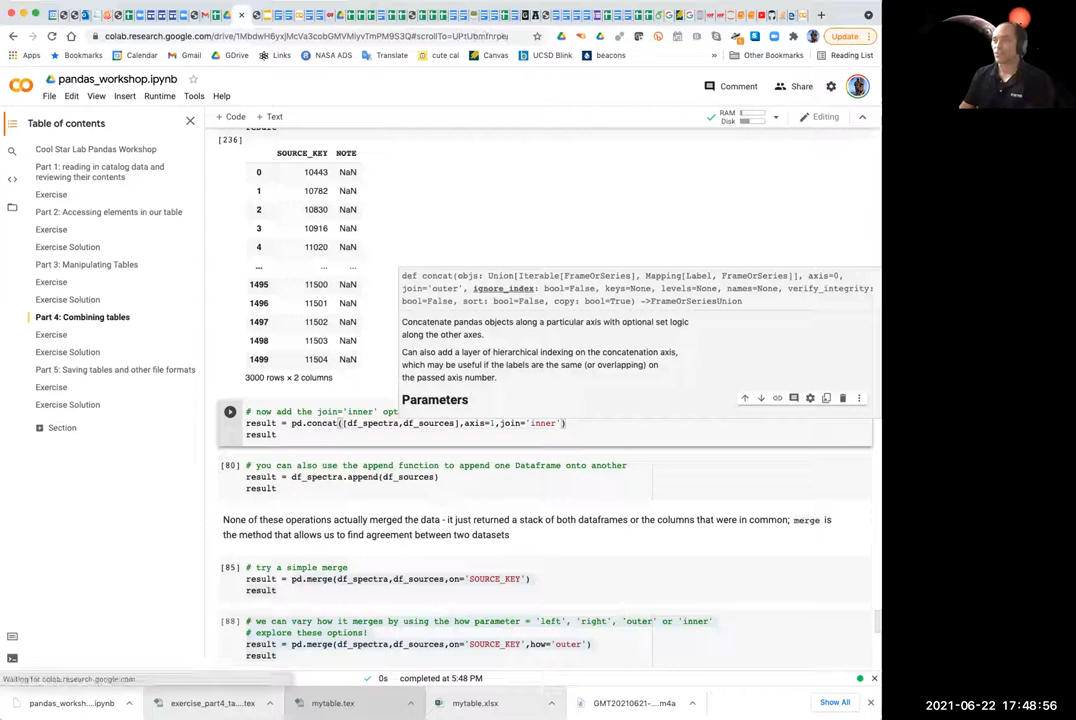 colab.research.google.com/drive/1MbdwH6yxjMcVa3cobGMVMlyvTmPM9S3Q#scrollTo=UPtUbmfnrpeg
Update
Apps
Bookmarks
Calendar
Gmail
GDrive
Links
NASA ADS
Translate
cute cal
Canvas
UCSD Blink
beacons
»
Other Bookmarks
Reading List
pandas_workshop.ipynb
File Edit View Insert Runtime Tools Help
Comment
Share
Table of contents
+ Code + Text
RAM
Disk
Editing
Cool Star Lab Pandas Workshop
Part 1: reading in catalog data and
reviewing their contents
Exercise
Part 2: Accessing elements in our table
Exercise
Exercise Solution
Part 3: Manipulating Tables
Exercise
Exercise Solution
Part 4: Combining tables
Exercise
Exercise Solution
Part 5: Saving tables and other file formats
Exercise
Exercise Solution
Section
result
[236]
SOURCE_KEY NOTE
0 10443 NaN
1 10782 NaN
2 10830 NaN
3 10916 NaN
4 11020 NaN
... ... ...
1495 11500 NaN
1496 11501 NaN
1497 11502 NaN
1498 11503 NaN
1499 11504 NaN
3000 rows × 2 columns
def concat(objs: Union[Iterable[FrameOrSeries], Mapping[Label, FrameOrSeries]], axis=0,
join='outer', ignore_index: bool=False, keys=None, levels=None, names=None, verify_integrity:
bool=False, sort: bool=False, copy: bool=True) ->FrameOrSeriesUnion
Concatenate pandas objects along a particular axis with optional set logic
along the other axes.
Can also add a layer of hierarchical indexing on the concatenation axis,
which may be useful if the labels are the same (or overlapping) on
the passed axis number.
Parameters
# now add the join='inner' opt
result = pd.concat([df_spectra,df_sources],axis=1,join='inner')
result
[80] # you can also use the append function to append one Dataframe onto another
result = df_spectra.append(df_sources)
result
None of these operations actually merged the data - it just returned a stack of both dataframes or the columns that were in common; merge is
the method that allows us to find agreement between two datasets
[85] # try a simple merge
result = pd.merge(df_spectra,df_sources,on='SOURCE_KEY')
result
[88] # we can vary how it merges by using the how parameter = 'left', 'right', 'outer' or 'inner'
# explore these options!
result = pd.merge(df_spectra,df_sources,on='SOURCE_KEY',how='outer')
result
Waiting for colab.research.google.com
0s completed at 5:48 PM
pandas_worksh....ipynb
exercise_part4_ta....tex
mytable.tex
mytable.xlsx
GMT20210621-....m4a
Show All
2021-06-22 17:48:56